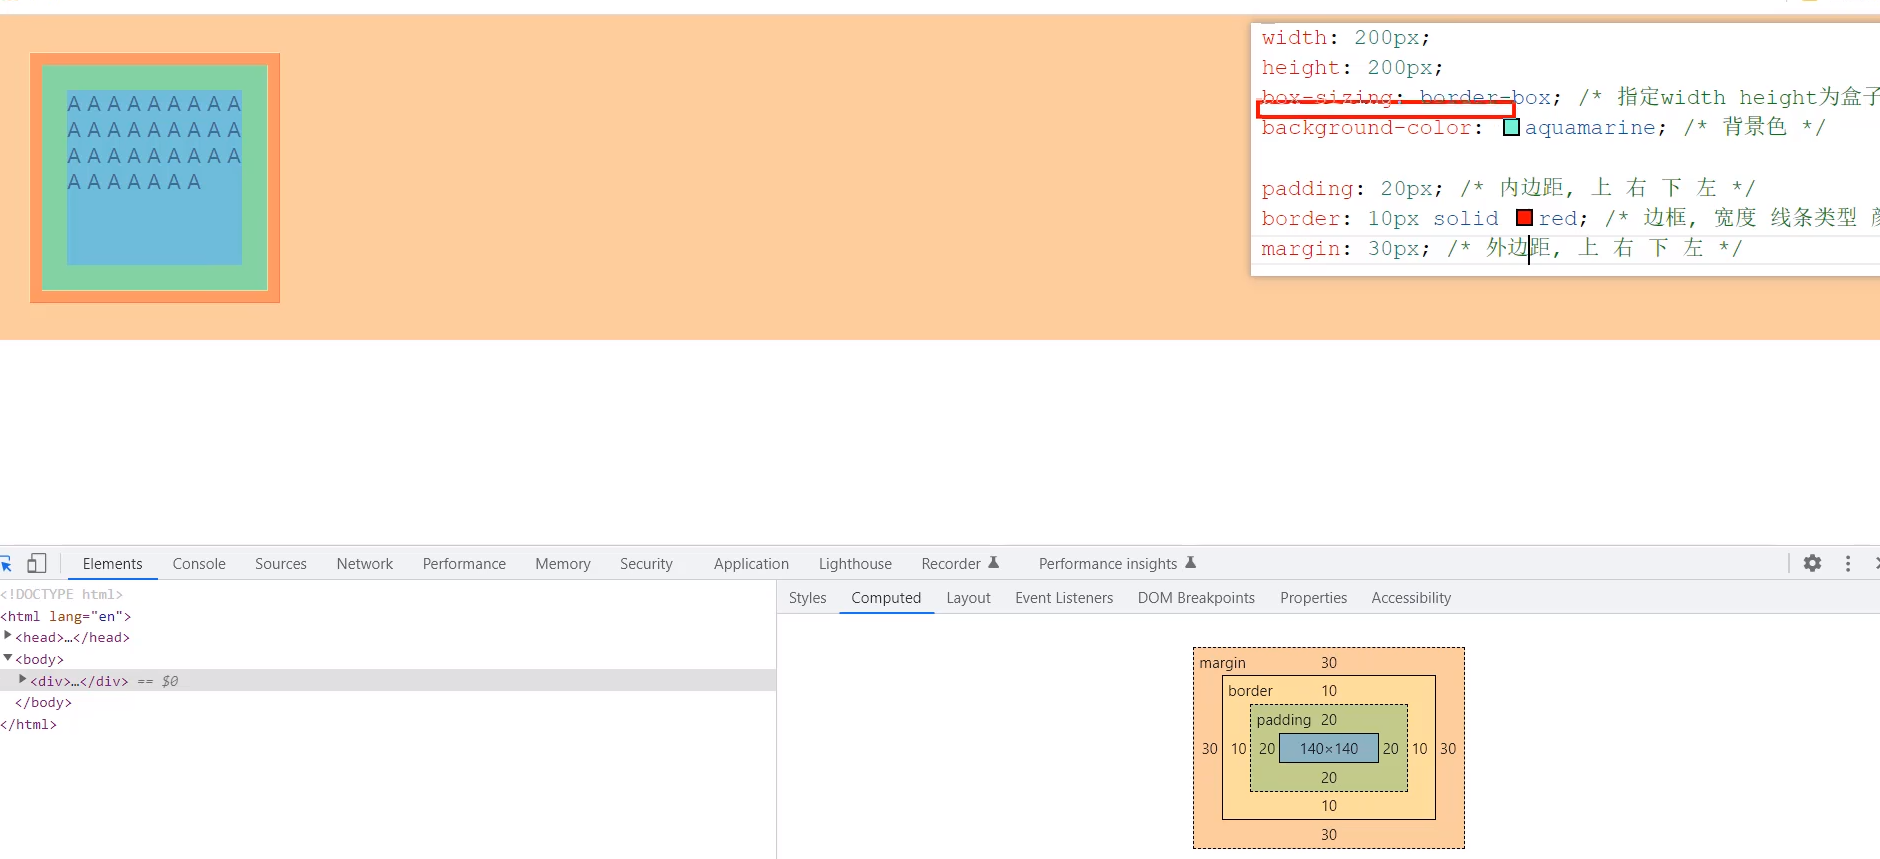 width: 200px;
height: 200px;
box-sizing: border-box; /* 指定width height为盒子
background-color: aquamarine; /* 背景色 */
padding: 20px; /* 内边距, 上 右 下 左 */
border: 10px solid red; /* 边框, 宽度 线条类型 颜
margin: 30px; /* 外边距, 上 右 下 左 */
A A A A A A A A A
A A A A A A A A A
A A A A A A A A A
A A A A A A A
Elements Console Sources Network Performance Memory Security Application Lighthouse Recorder Performance insights
<!DOCTYPE html>
<html lang="en">
<head>…</head>
<body>
<div>…</div> == $0
</body>
</html>
Styles Computed Layout Event Listeners DOM Breakpoints Properties Accessibility
margin 30
border 10
padding 20
30 10 20 140×140 20 10 30
20
10
30